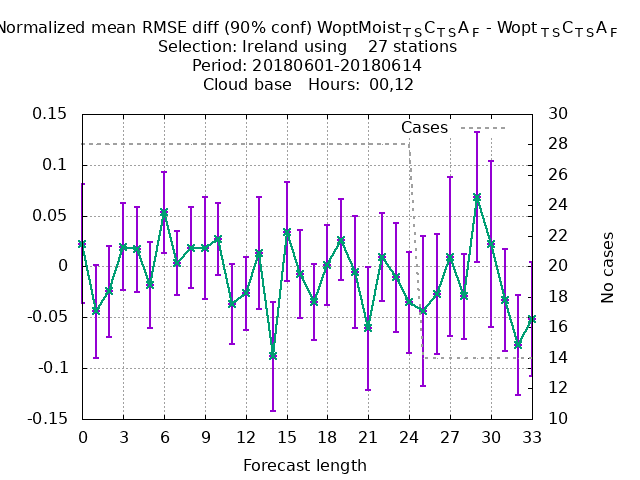 Normalized mean RMSE diff (90% conf) WoptMoistTSCTSAF - WoptTSCTSAF
Selection: Ireland using 27 stations
Period: 20180601-20180614
Cloud base Hours: 00,12
Cases
0.15
0.1
0.05
0
-0.05
-0.1
-0.15
30
28
26
24
22
20
18
16
14
12
10
No cases
0 3 6 9 12 15 18 21 24 27 30 33
Forecast length